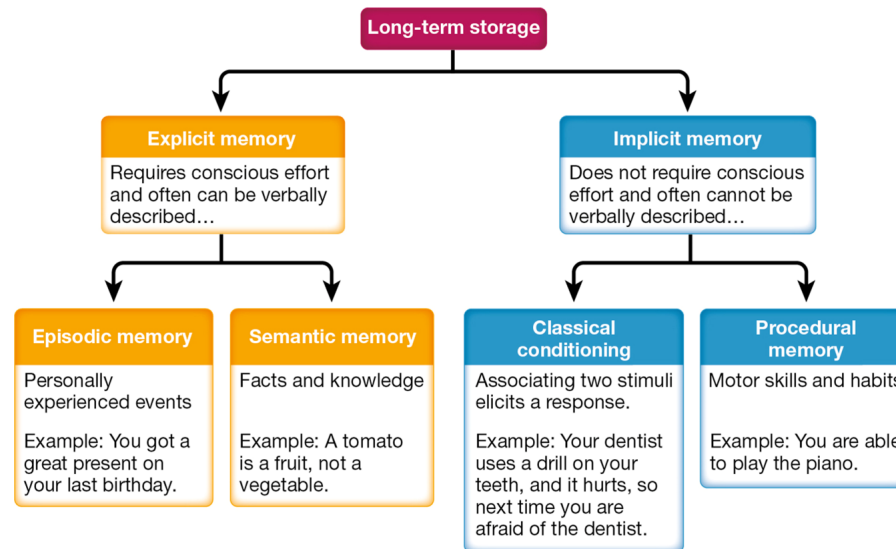 Long-term storage
Explicit memory
Requires conscious effort
and often can be verbally
described...
Implicit memory
Does not require conscious
effort and often cannot be
verbally described...
Episodic memory
Personally
experienced events
Example: You got a
great present on
your last birthday.
Semantic memory
Facts and knowledge
Example: A tomato
is a fruit, not a
vegetable.
Classical
conditioning
Associating two stimuli
elicits a response.
Example: Your dentist
uses a drill on your
teeth, and it hurts, so
next time you are
afraid of the dentist.
Procedural
memory
Motor skills and habits
Example: You are able
to play the piano.